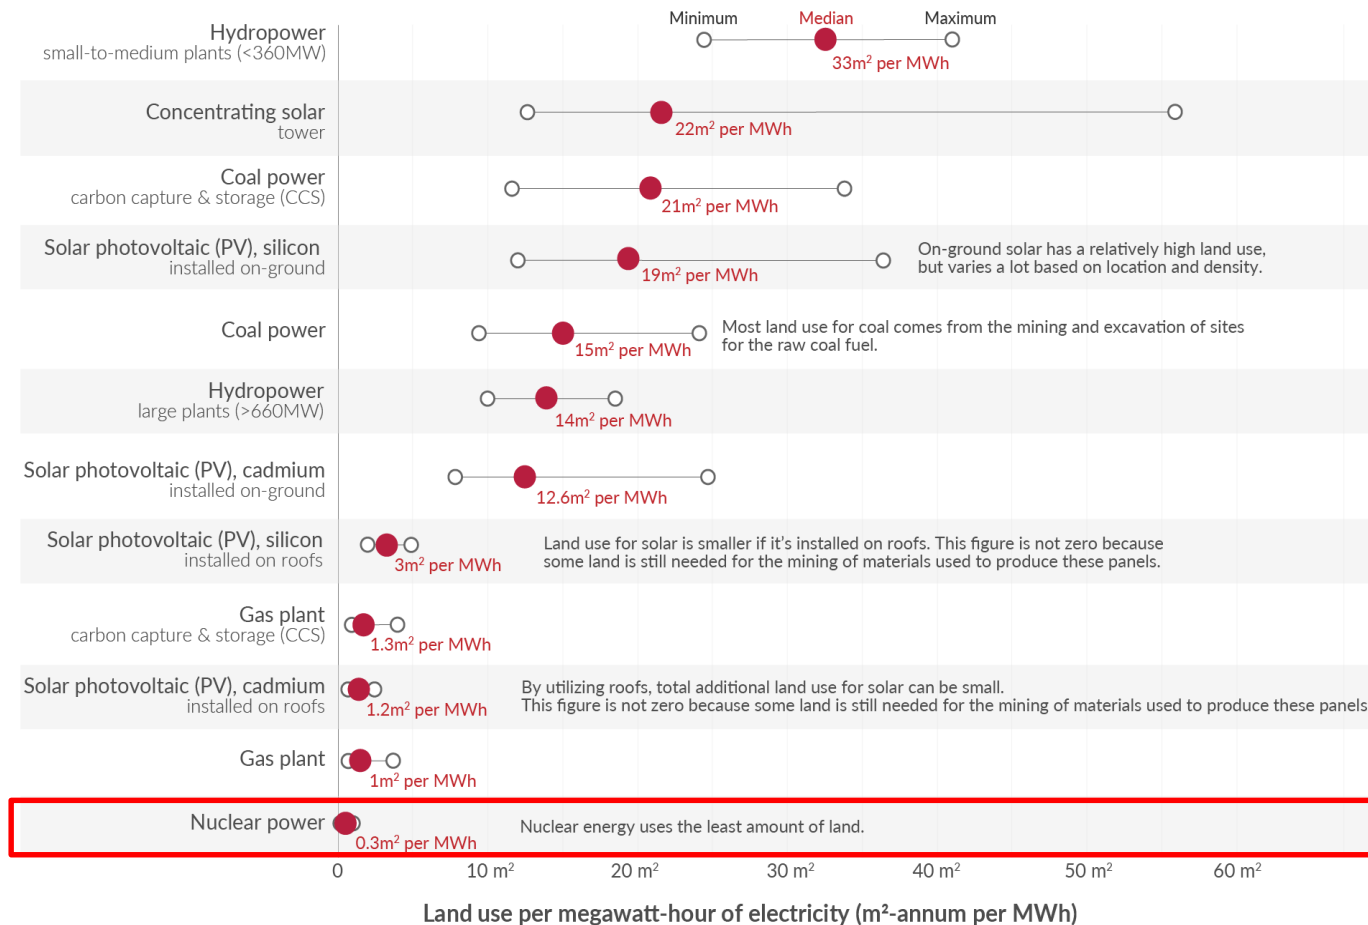 Minimum Median Maximum
Hydropower
small-to-medium plants (<360MW)
33m² per MWh
Concentrating solar
tower
22m² per MWh
Coal power
carbon capture & storage (CCS)
21m² per MWh
Solar photovoltaic (PV), silicon
installed on-ground
19m² per MWh
On-ground solar has a relatively high land use,
but varies a lot based on location and density.
Coal power
15m² per MWh
Most land use for coal comes from the mining and excavation of sites
for the raw coal fuel.
Hydropower
large plants (>660MW)
14m² per MWh
Solar photovoltaic (PV), cadmium
installed on-ground
12.6m² per MWh
Solar photovoltaic (PV), silicon
installed on roofs
3m² per MWh
Land use for solar is smaller if it's installed on roofs. This figure is not zero because
some land is still needed for the mining of materials used to produce these panels.
Gas plant
carbon capture & storage (CCS)
1.3m² per MWh
Solar photovoltaic (PV), cadmium
installed on roofs
1.2m² per MWh
By utilizing roofs, total additional land use for solar can be small.
This figure is not zero because some land is still needed for the mining of materials used to produce these panels
Gas plant
1m² per MWh
Nuclear power
0.3m² per MWh
Nuclear energy uses the least amount of land.
0 10 m² 20 m² 30 m² 40 m² 50 m² 60 m²
Land use per megawatt-hour of electricity (m²-annum per MWh)